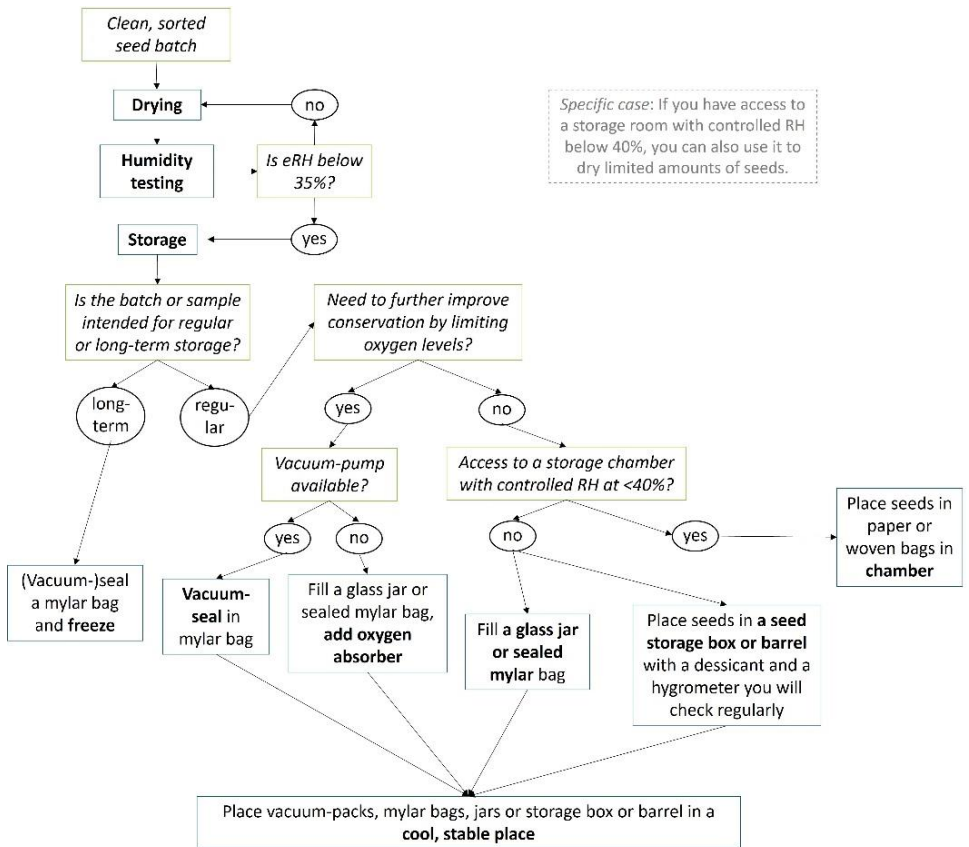 Clean, sorted
seed batch
Drying
no
Specific case: If you have access to
a storage room with controlled RH
below 40%, you can also use it to
dry limited amounts of seeds.
Humidity
testing
Is eRH below
35%?
Storage
yes
Is the batch or sample
intended for regular
or long-term storage?
Need to further improve
conservation by limiting
oxygen levels?
long-
term
regu-
lar
yes
no
Vacuum-pump
available?
Access to a storage chamber
with controlled RH at <40%?
yes
no
no
yes
Place seeds in
paper or
woven bags in
chamber
(Vacuum-)seal
a mylar bag
and freeze
Vacuum-
seal in
mylar bag
Fill a glass jar or
sealed mylar bag,
add oxygen
absorber
Fill a glass jar
or sealed
mylar bag
Place seeds in a seed
storage box or barrel
with a dessicant and a
hygrometer you will
check regularly
Place vacuum-packs, mylar bags, jars or storage box or barrel in a
cool, stable place